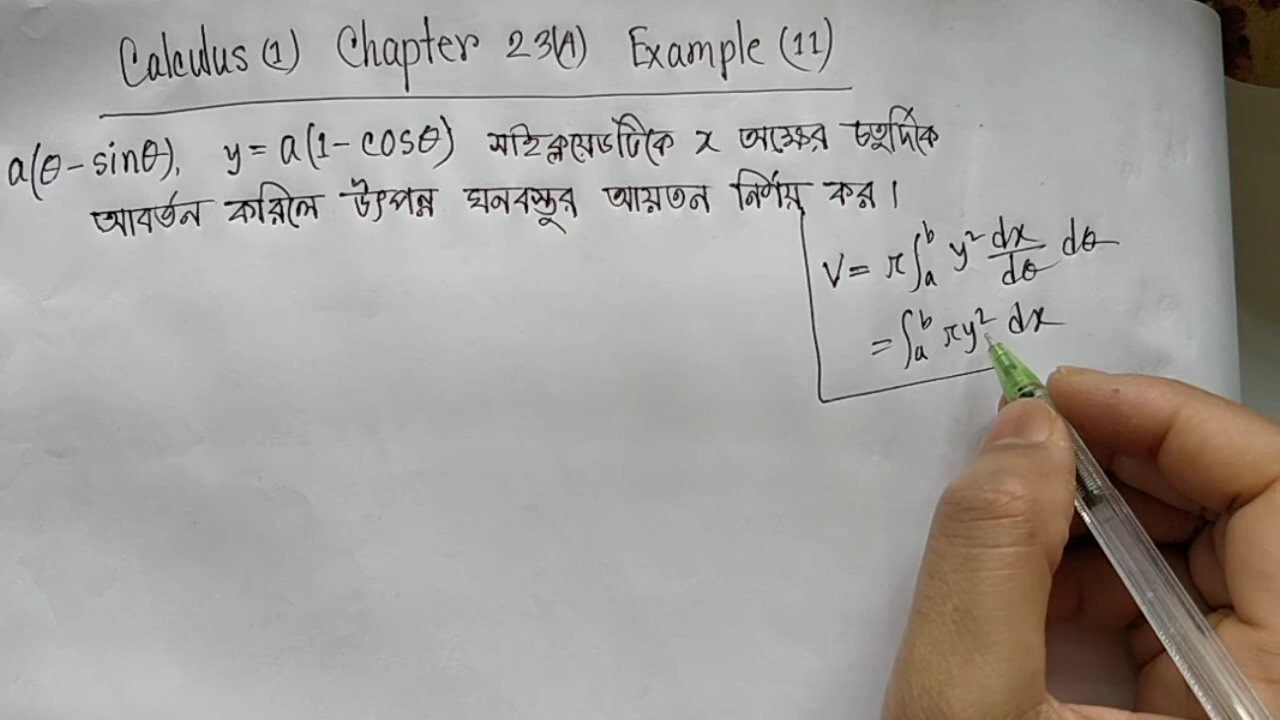 Calculus (1) Chapter 23(A) Example (11)
a(θ-sinθ), y = a(1-cosθ) সাইক্লয়েডটিকে x অক্ষের চতুর্দিকে
আবর্তন করিলে উৎপন্ন ঘনবস্তুর আয়তন নির্ণয় কর।
V = π∫ₐᵇ y² dx/dθ dθ
= ∫ₐᵇ πy² dx